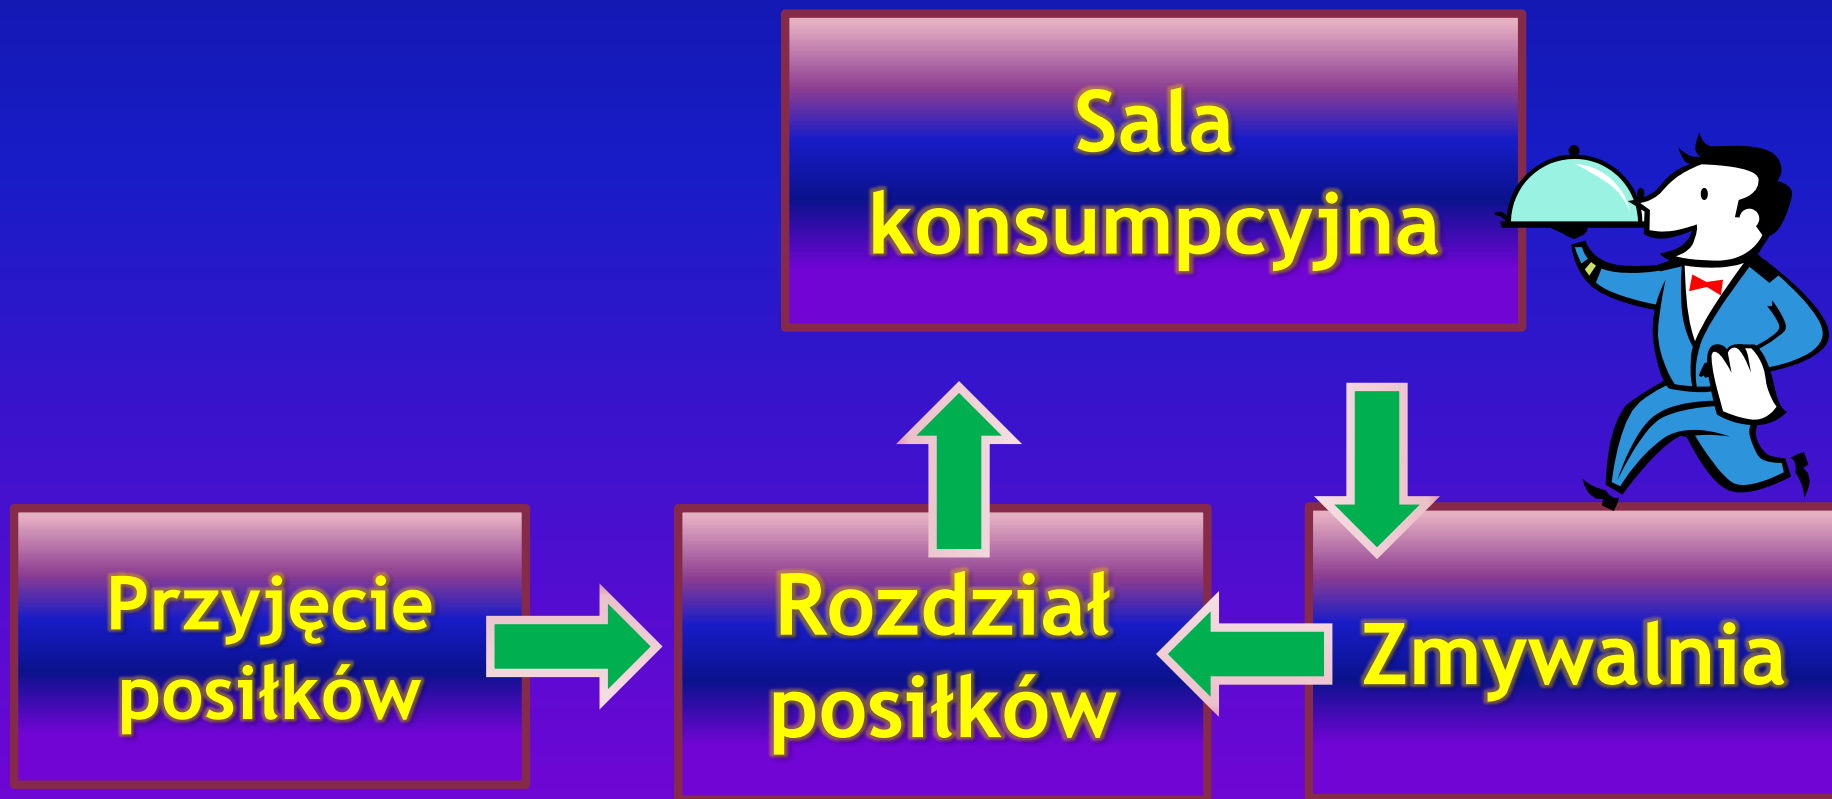 Sala
konsumpcyjna
Przyjęcie
posiłków
Rozdział
posiłków
Zmywalnia